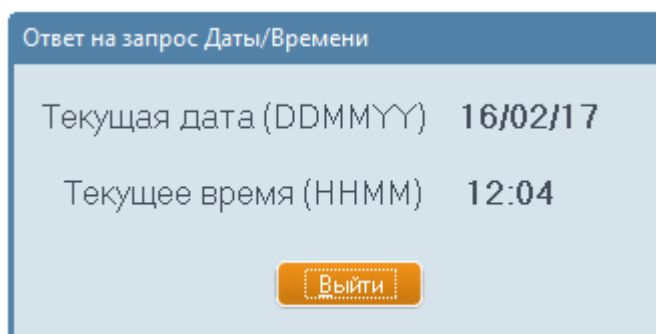 Ответ на запрос Даты/Времени
Текущая дата (DDMMYY) 16/02/17
Текущее время (HHMM) 12:04
Выйти